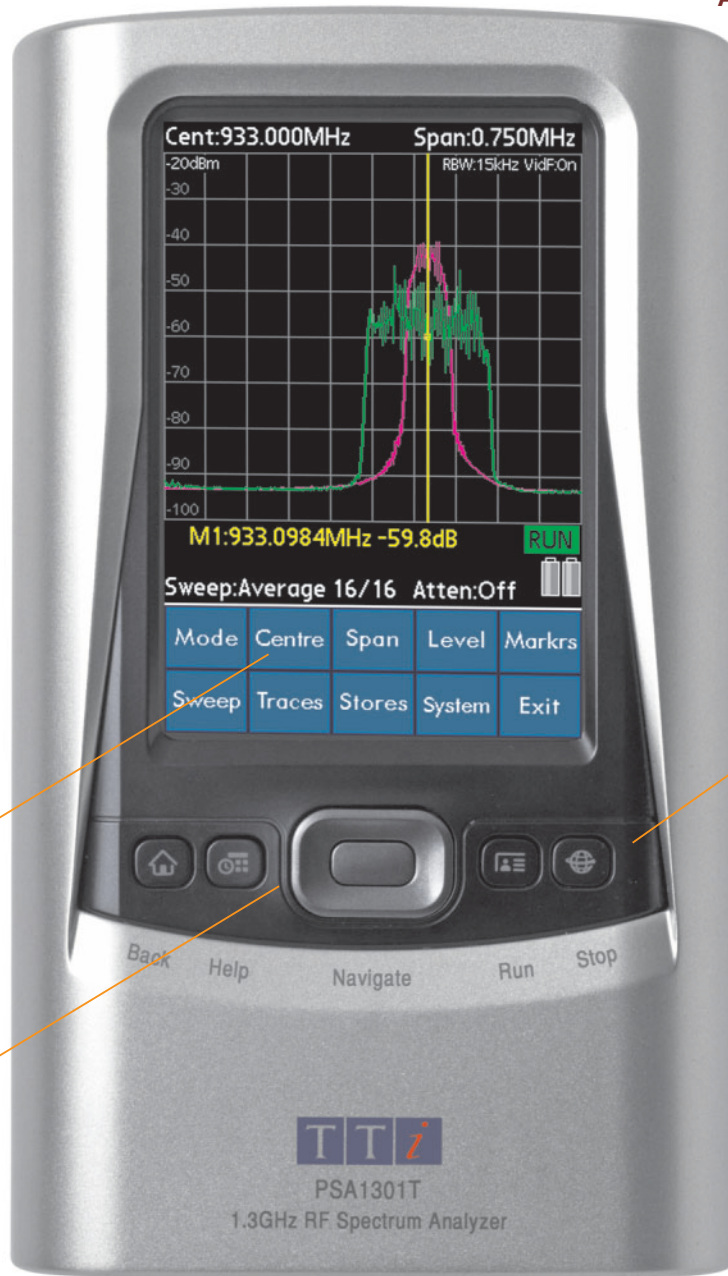 A
Cent:933.000MHz Span:0.750MHz
-20dBm RBW:15kHz VidF:On
-30
-40
-50
-60
-70
-80
-90
-100
M1:933.0984MHz -59.8dB RUN
Sweep:Average 16/16 Atten:Off
Mode Centre Span Level Markrs
Sweep Traces Stores System Exit
Back Help Navigate Run Stop
TTi
PSA1301T
1.3GHz RF Spectrum Analyzer